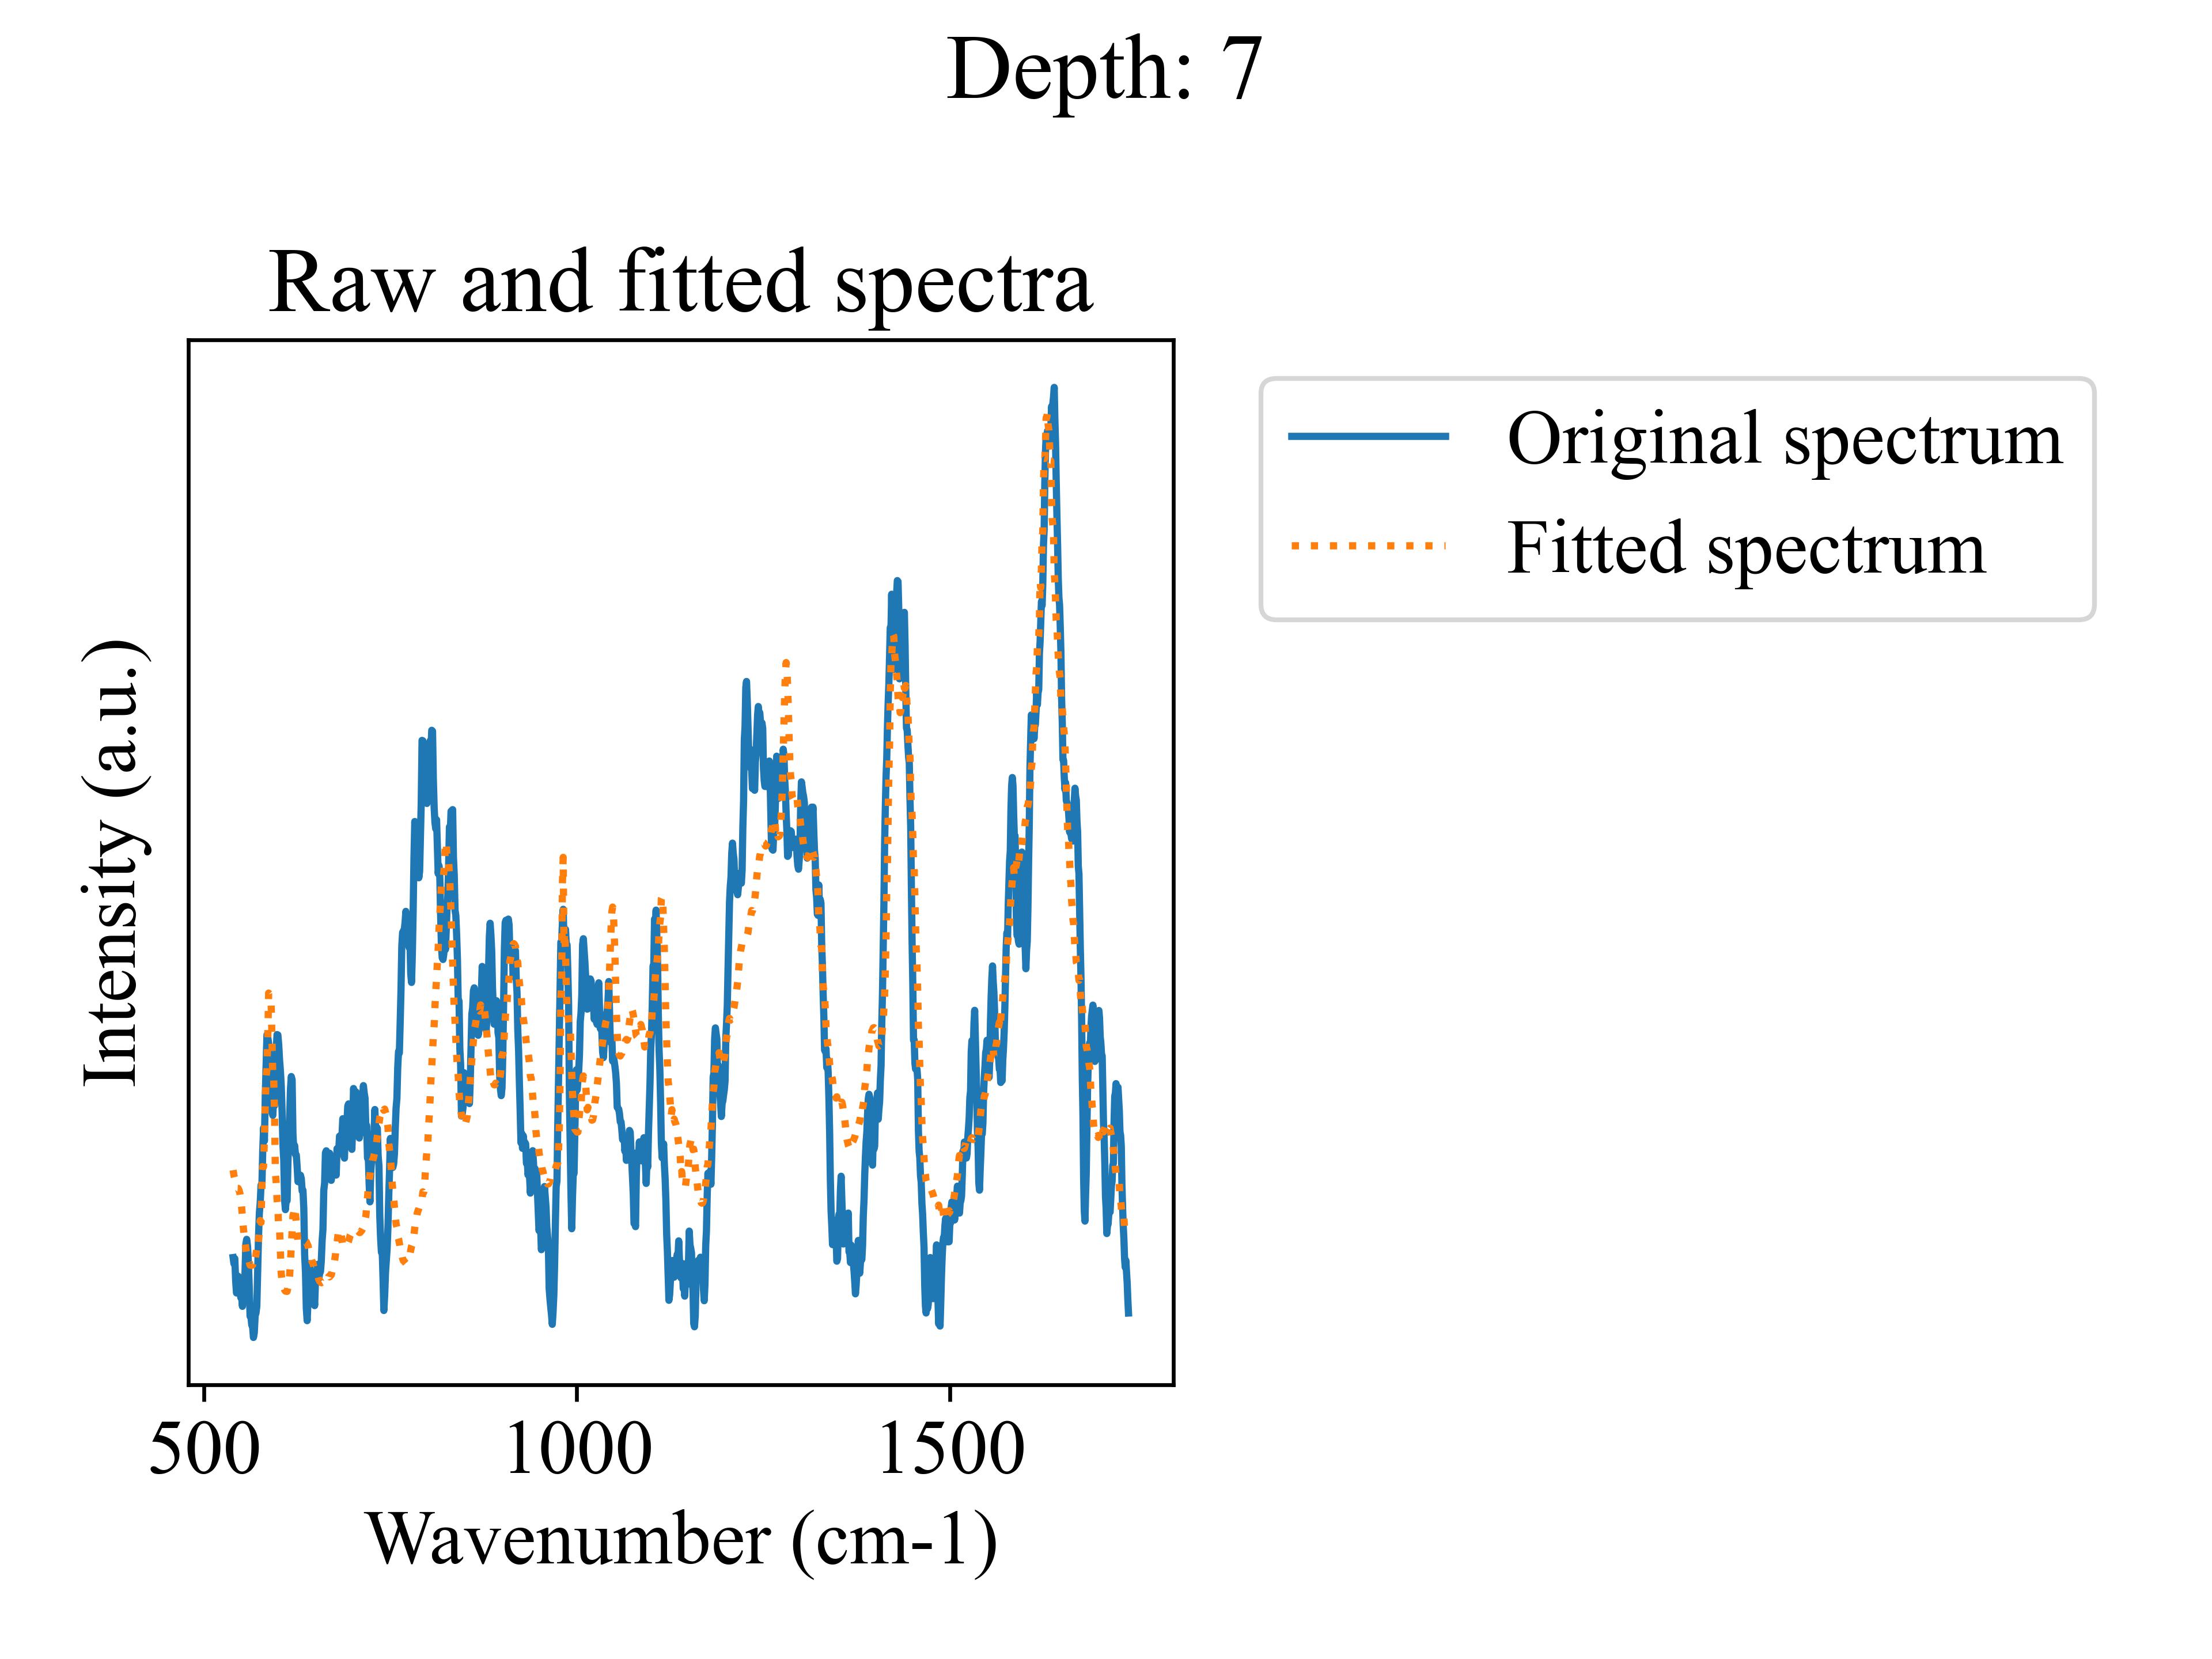 Depth: 7
Raw and fitted spectra
Original spectrum
Fitted spectrum
Intensity (a.u.)
500 1000 1500
Wavenumber (cm-1)